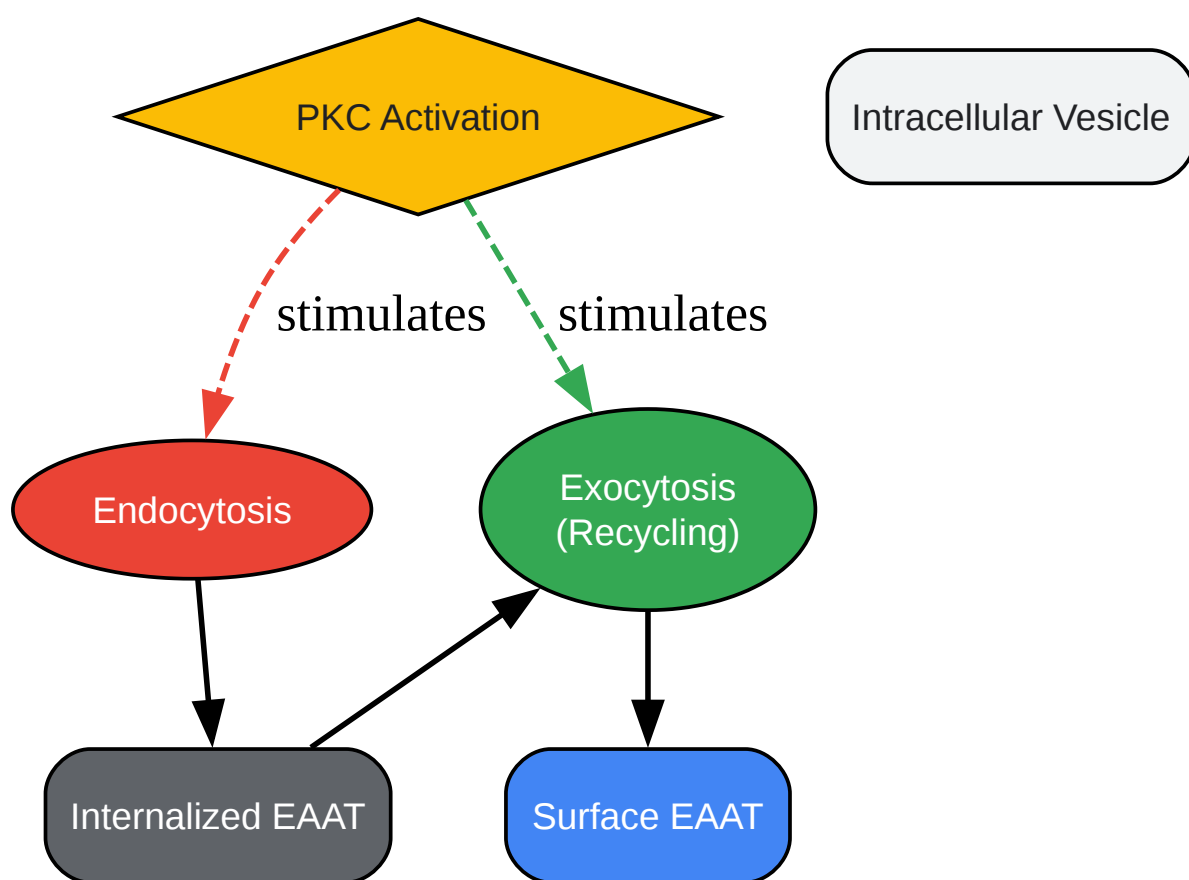 PKC Activation
Intracellular Vesicle
stimulates
stimulates
Endocytosis
Exocytosis
(Recycling)
Internalized EAAT
Surface EAAT